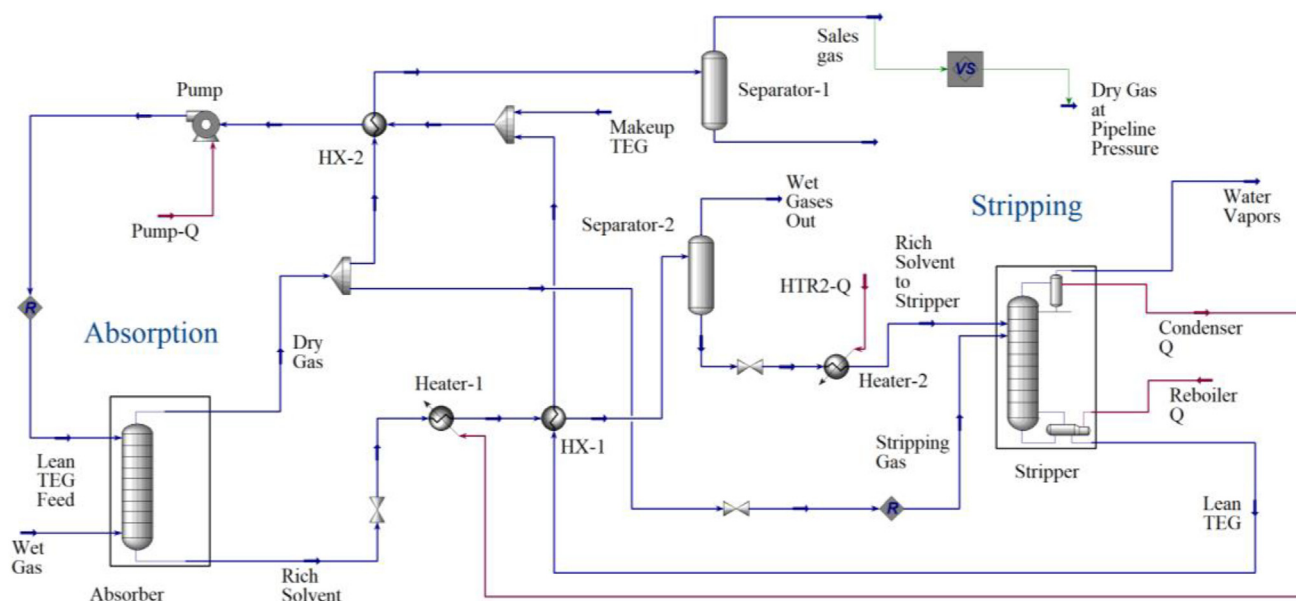 Sales
gas
VS
Pump
Separator-1
Makeup
TEG
Dry Gas
at
Pipeline
Pressure
HX-2
Wet
Gases
Out
Stripping
Water
Vapors
Pump-Q
Separator-2
Rich
Solvent
to
Stripper
HTR2-Q
R
Absorption
Dry
Gas
Condenser
Q
Heater-1
Heater-2
Reboiler
Q
HX-1
Stripping
Gas
Stripper
Lean
TEG
Feed
R
Lean
TEG
Wet
Gas
Rich
Solvent
Absorber